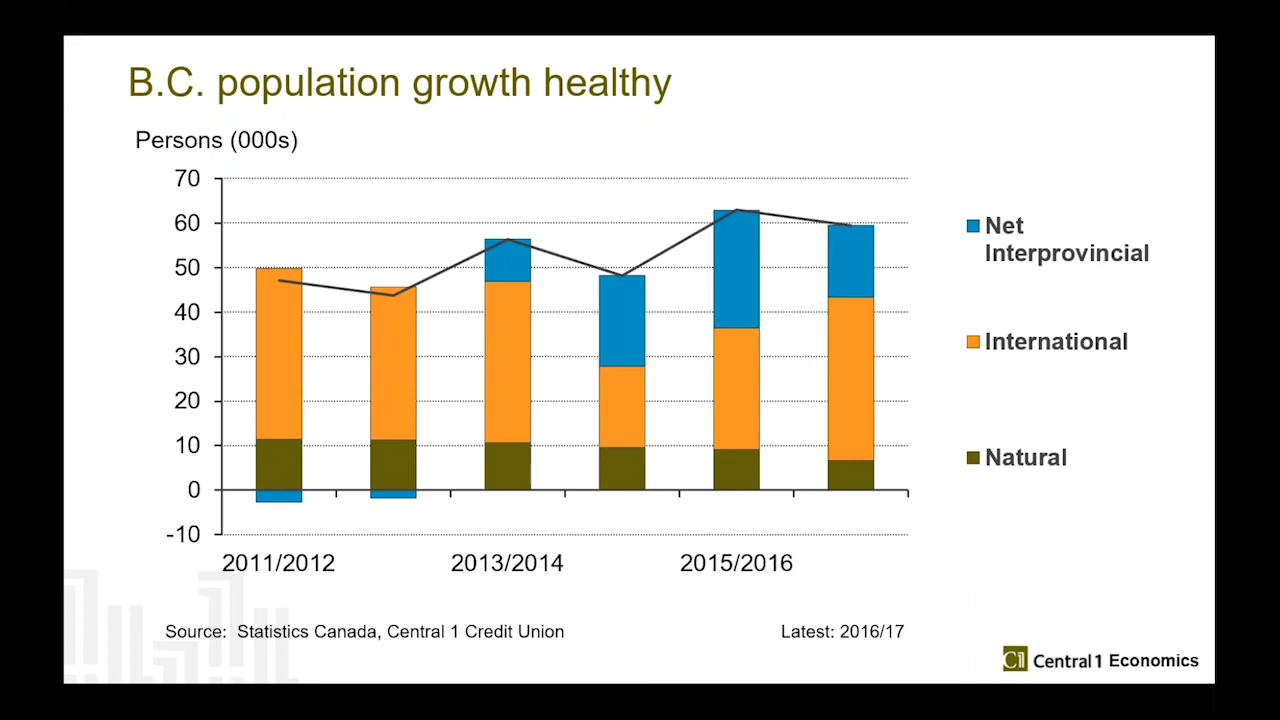 B.C. population growth healthy
Persons (000s)
70
60
50
40
30
20
10
0
-10
2011/2012 2013/2014 2015/2016
Net
Interprovincial
International
Natural
Source: Statistics Canada, Central 1 Credit Union Latest: 2016/17
C1 Central 1 Economics